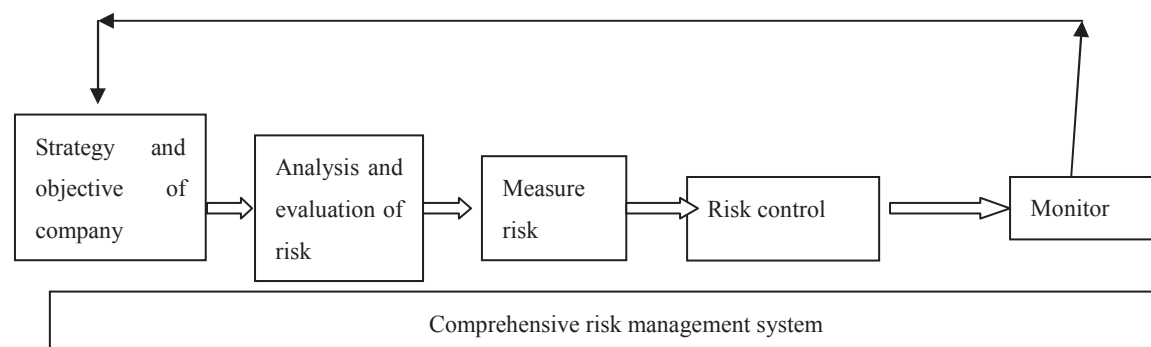 Strategy and
objective of
company
Analysis and
evaluation of
risk
Measure
risk
Risk control
Monitor
Comprehensive risk management system